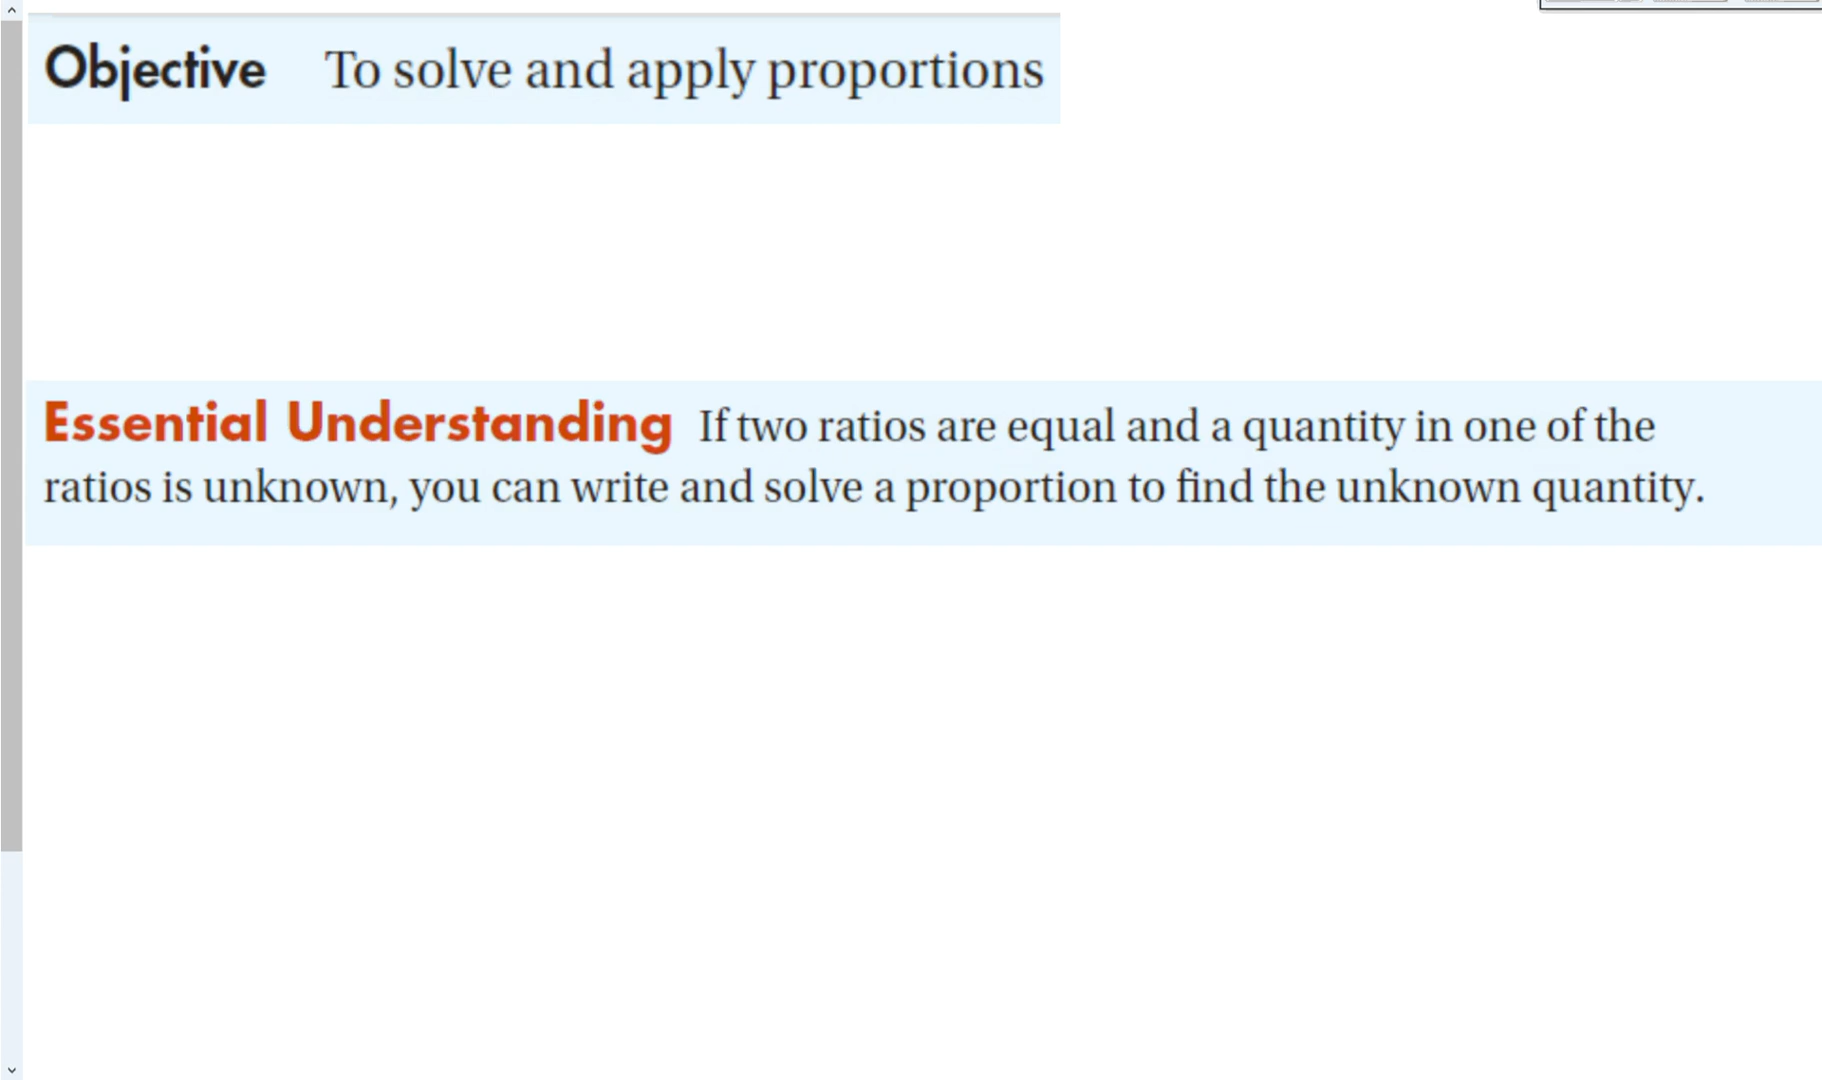 Objective To solve and apply proportions
Essential Understanding If two ratios are equal and a quantity in one of the
ratios is unknown, you can write and solve a proportion to find the unknown quantity.